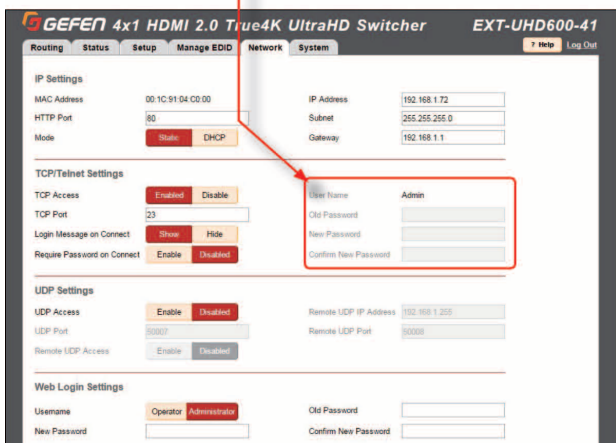 GEFEN 4x1 HDMI 2.0 True4K UltraHD Switcher EXT-UHD600-41
Routing Status Setup Manage EDID Network System ? Help Log Out
IP Settings
MAC Address 00:1C:91:04:C0:00 IP Address 192.168.1.72
HTTP Port 80 Subnet 255.255.255.0
Mode Static DHCP Gateway 192.168.1.1
TCP/Telnet Settings
TCP Access Enabled Disable User Name Admin
TCP Port 23 Old Password
Login Message on Connect Show Hide New Password
Require Password on Connect Enable Disabled Confirm New Password
UDP Settings
UDP Access Enable Disabled Remote UDP IP Address 192.168.1.255
UDP Port 50007 Remote UDP Port 50008
Remote UDP Access Enable Disabled
Web Login Settings
Username Operator Administrator Old Password
New Password Confirm New Password